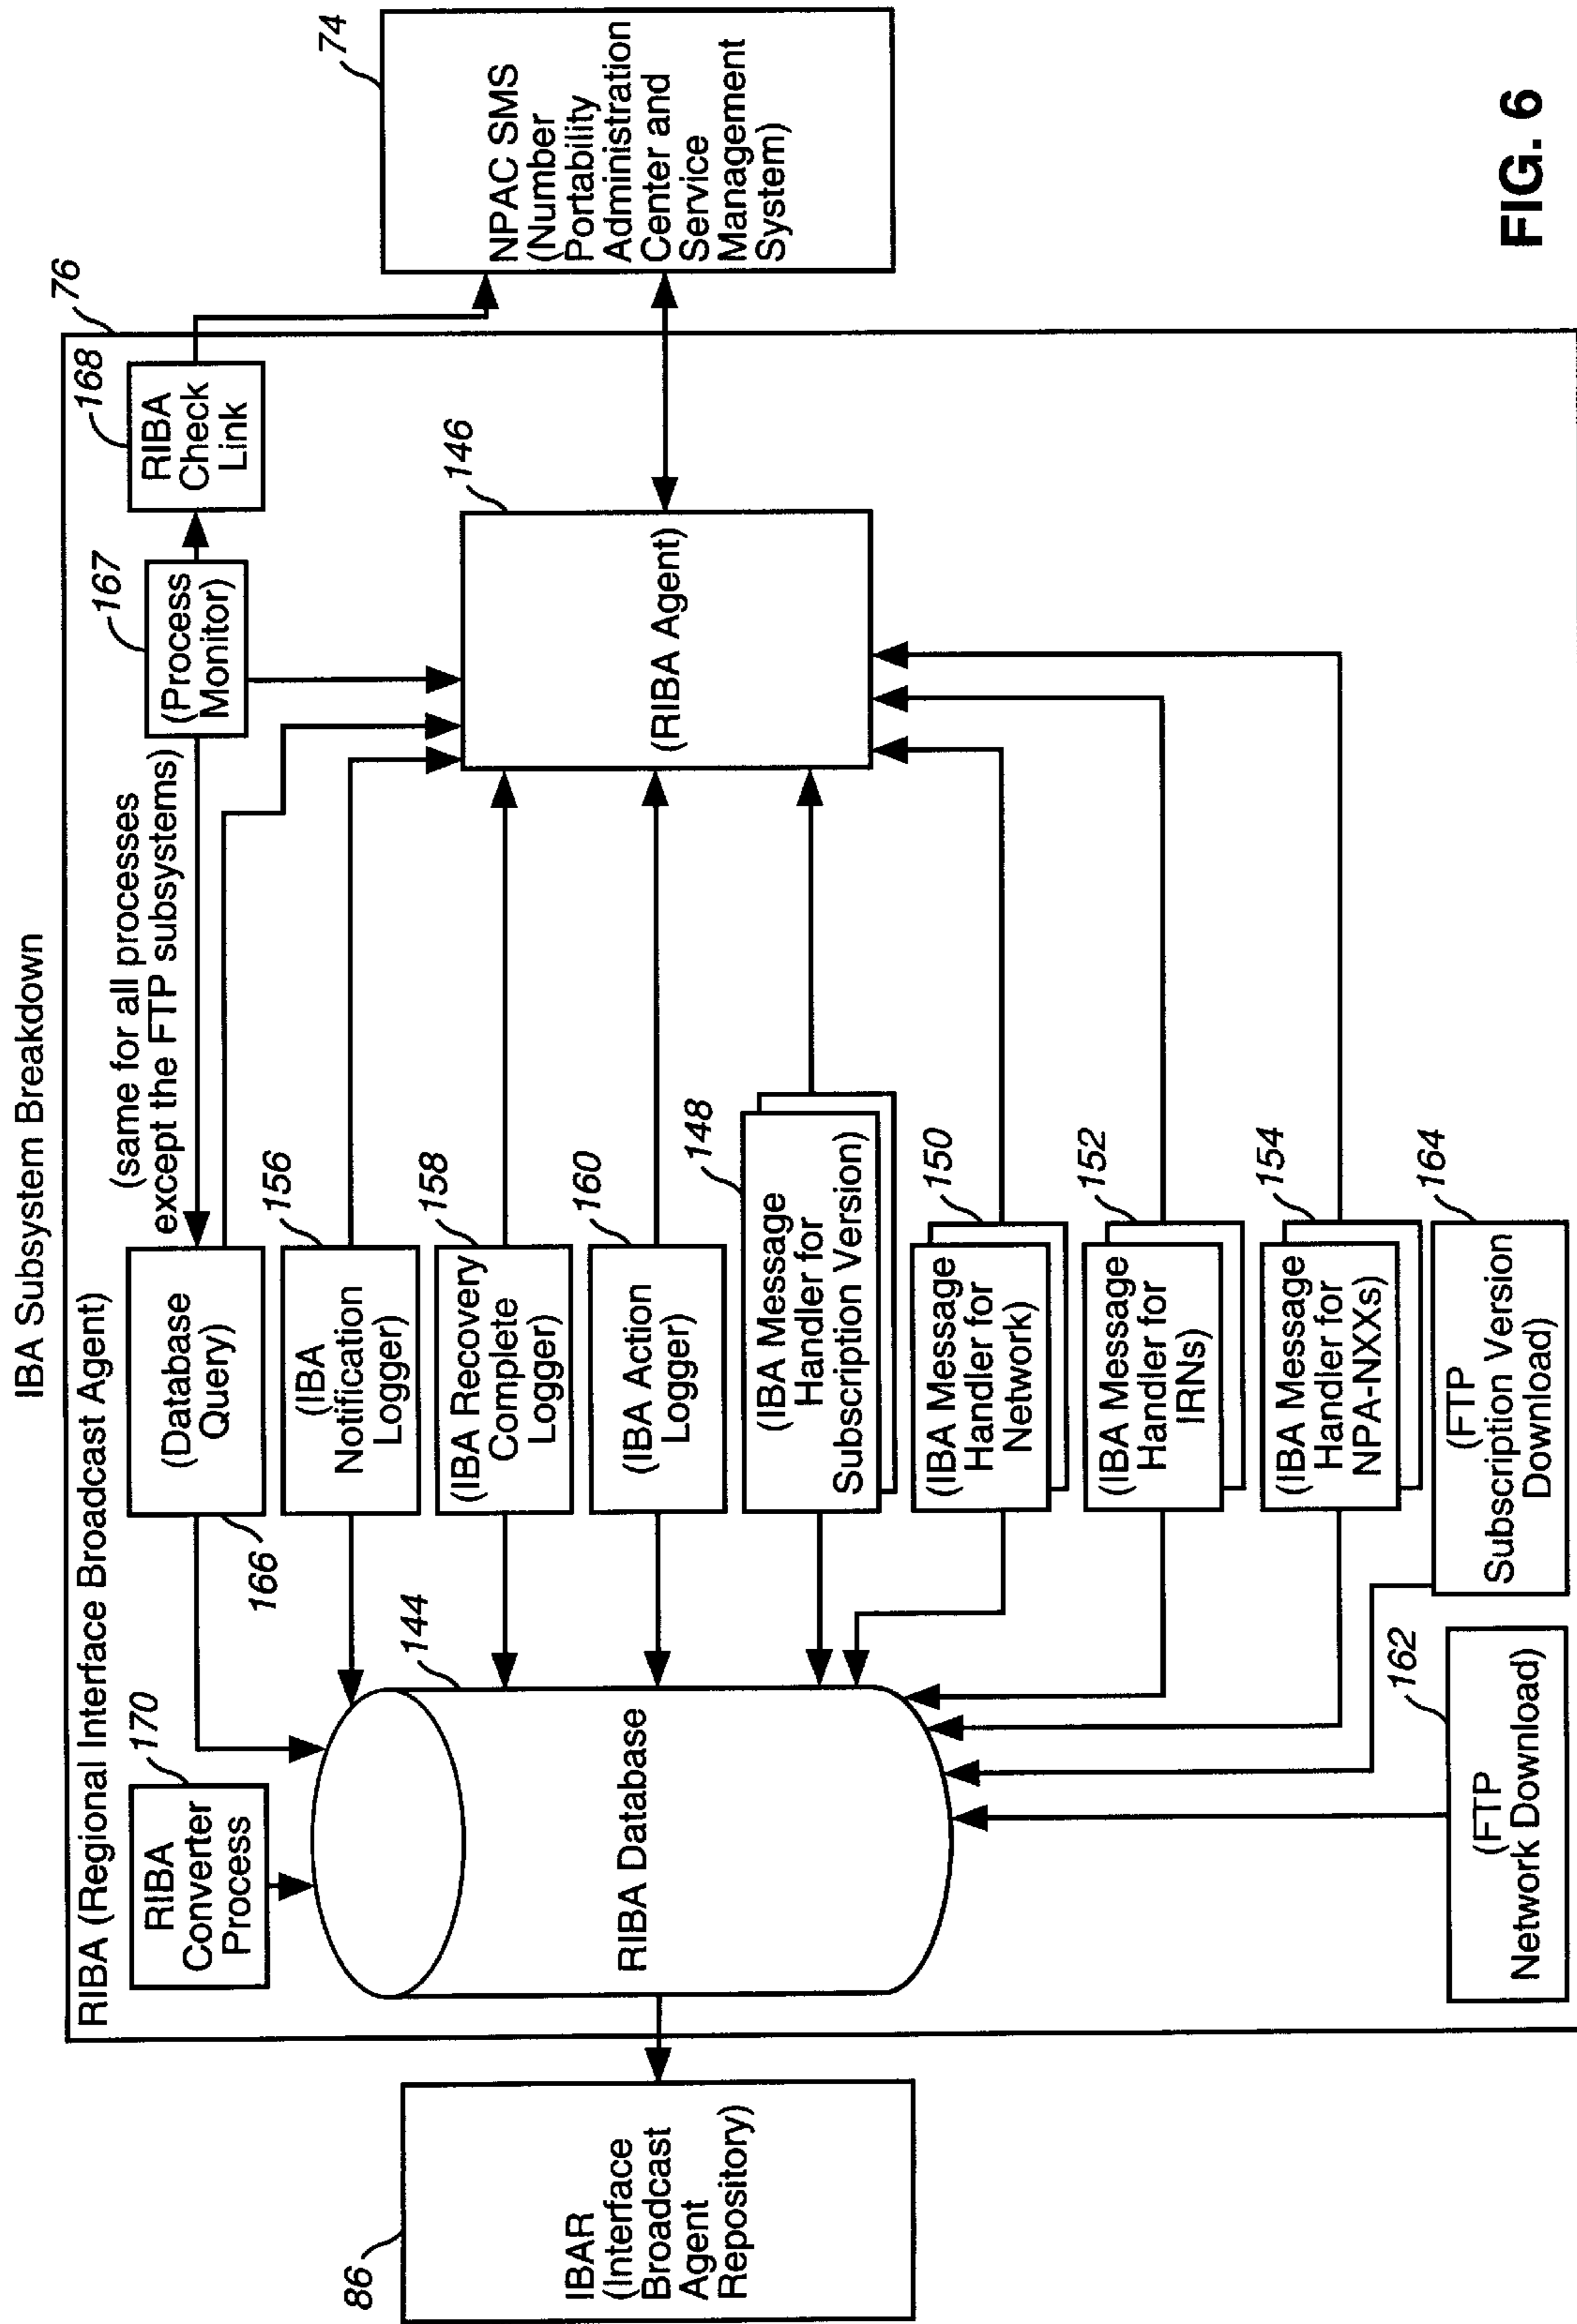 IBA Subsystem Breakdown
76
RIBA (Regional Interface Broadcast Agent)
86
IBAR
(Interface
Broadcast
Agent
Repository)
170
RIBA
Converter
Process
144
RIBA Database
166
(Database
Query)
(same for all processes
except the FTP subsystems)
167
(Process
Monitor)
168
RIBA
Check
Link
74
NPAC SMS
(Number
Portability
Administration
Center and
Service
Management
System)
156
(IBA
Notification
Logger)
158
(IBA Recovery
Complete
Logger)
160
(IBA Action
Logger)
146
(RIBA Agent)
148
(IBA Message
Handler for
Subscription Version)
150
(IBA Message
Handler for
Network)
152
(IBA Message
Handler for
IRNs)
154
(IBA Message
Handler for
NPA-NXXs)
162
(FTP
Network Download)
164
(FTP
Subscription Version
Download)
FIG. 6